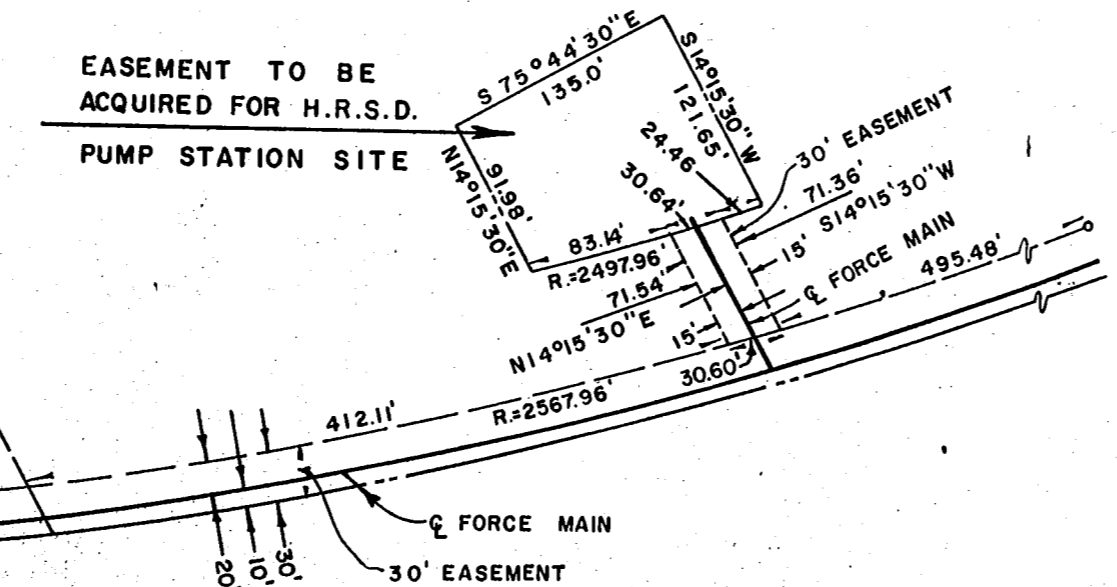 EASEMENT TO BE
ACQUIRED FOR H.R.S.D.
PUMP STATION SITE
S 75°44'30"E
135.0'
S 14°15'30"W
121.65'
24.46
30.64'
30' EASEMENT
71.36'
15' S14°15'30"W
℄ FORCE MAIN
495.48'
91.98'
N14°15'30"E
83.14'
R.=2497.96'
71.54'
N14°15'30"E
15'
30.60'
412.11'
R.=2567.96'
℄ FORCE MAIN
30' EASEMENT
20'
10'
30'